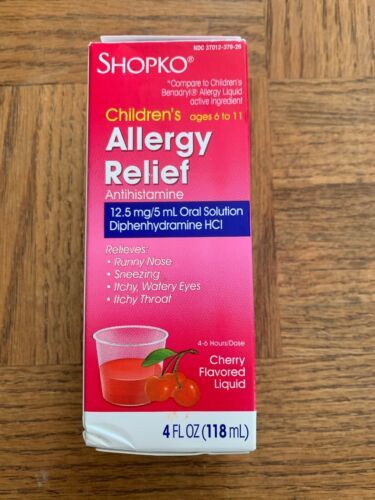 NDC 37012-379-26
SHOPKO®
*Compare to Children's
Benadryl® Allergy Liquid
active ingredient
Children's ages 6 to 11
Allergy
Relief
Antihistamine
12.5 mg/5 mL Oral Solution
Diphenhydramine HCl
Relieves:
• Runny Nose
• Sneezing
• Itchy, Watery Eyes
• Itchy Throat
4-6 Hours/Dose
Cherry
Flavored
Liquid
4 FL OZ (118 mL)